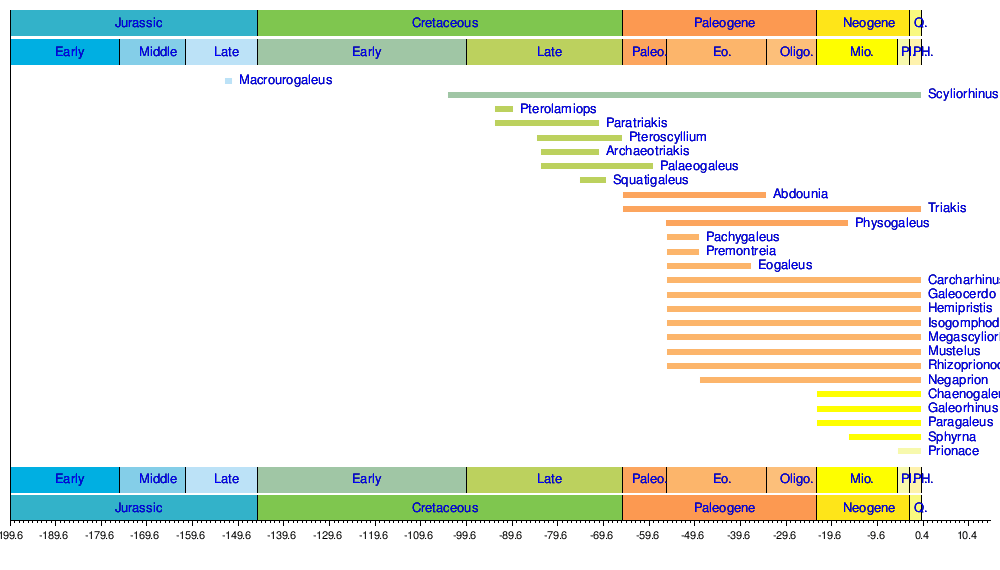 Jurassic Cretaceous Paleogene Neogene Q.
Early Middle Late Early Late Paleo. Eo. Oligo. Mio. Pl. P. H.
Macrourogaleus
Scyliorhinus
Pterolamiops
Paratriakis
Pteroscyllium
Archaeotriakis
Palaeogaleus
Squatigaleus
Abdounia
Triakis
Physogaleus
Pachygaleus
Premontreia
Eogaleus
Carcharhinus
Galeocerdo
Hemipristis
Isogomphod
Megascylior
Mustelus
Rhizoprionod
Negaprion
Chaenogaleu
Galeorhinus
Paragaleus
Sphyrna
Prionace
Early Middle Late Early Late Paleo. Eo. Oligo. Mio. Pl. P. H.
Jurassic Cretaceous Paleogene Neogene Q.
199.6 -189.6 -179.6 -169.6 -159.6 -149.6 -139.6 -129.6 -119.6 -109.6 -99.6 -89.6 -79.6 -69.6 -59.6 -49.6 -39.6 -29.6 -19.6 -9.6 0.4 10.4